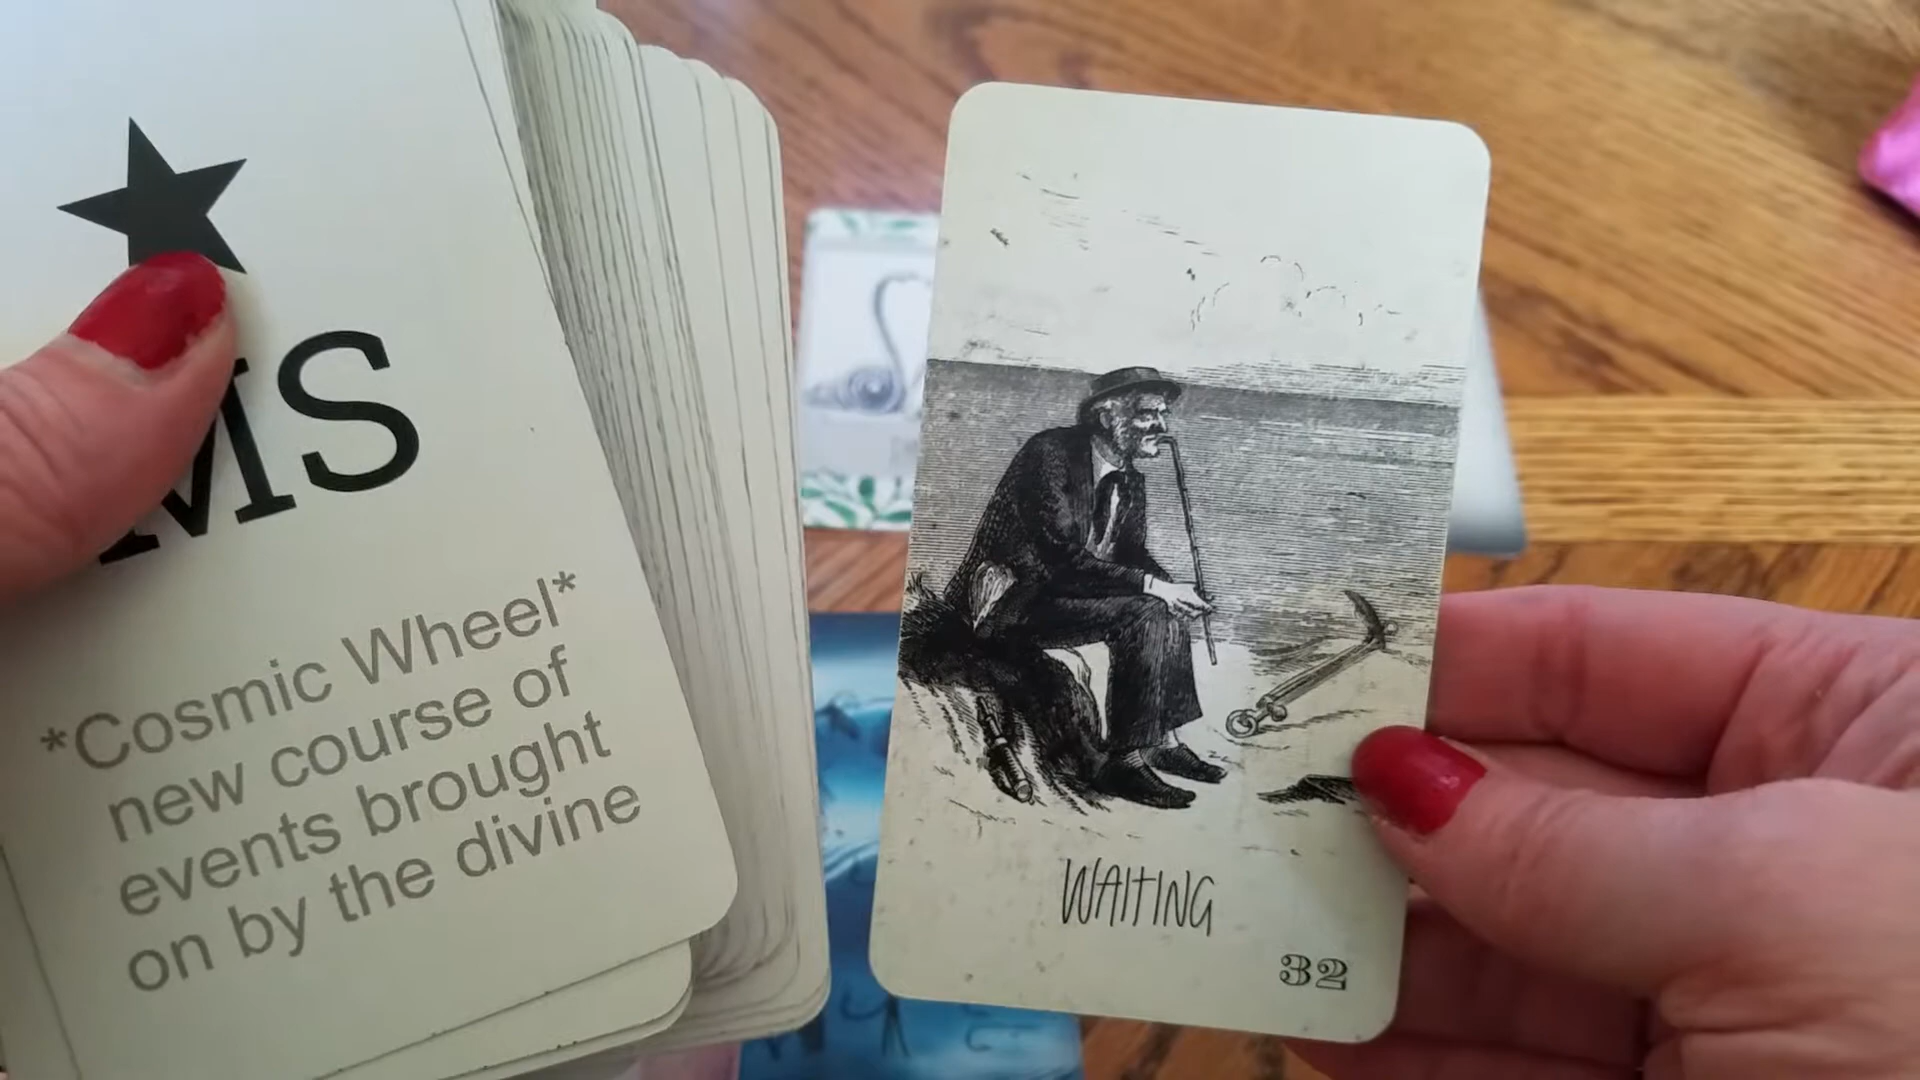 MS
*Cosmic Wheel*
new course of
events brought
on by the divine
WAITING
32